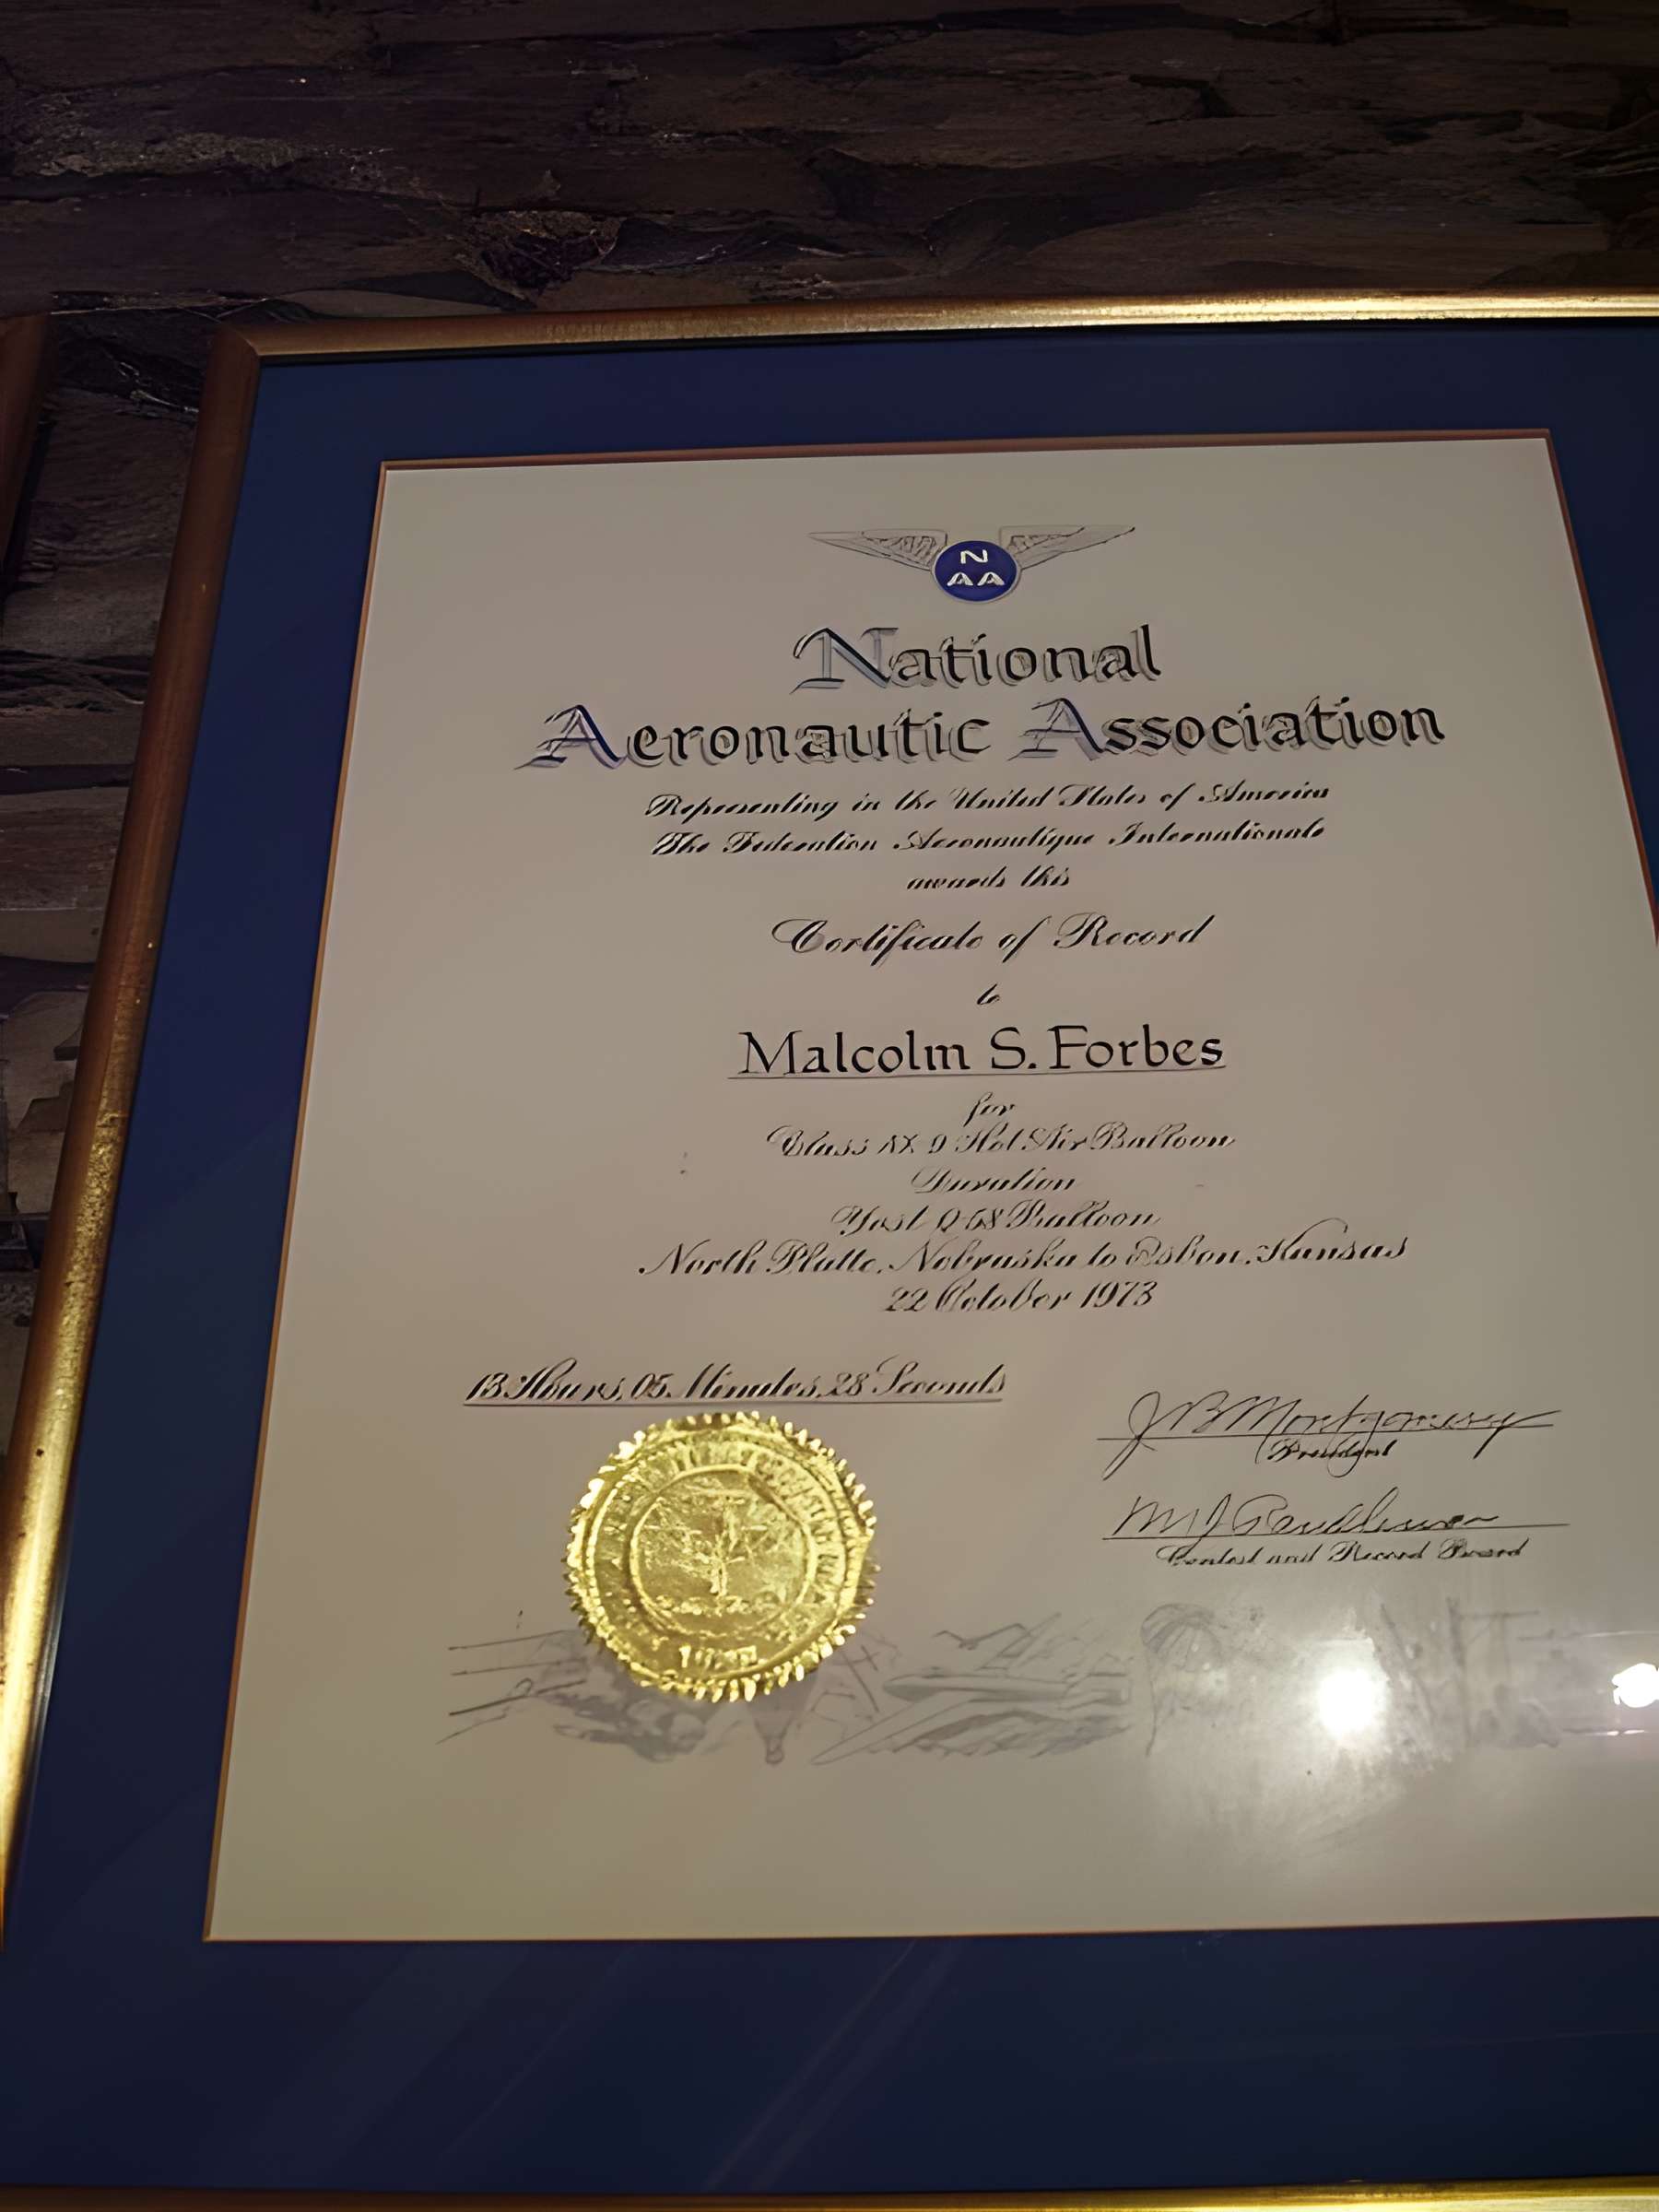 N
AA
National
Aeronautic Association
Representing in the United States of America
The Federation Aeronautique Internationale
awards this
Certificate of Record
to
Malcolm S. Forbes
for
Class AX 9 Hot Air Balloon
Duration
Yost Balloon
North Platte, Nebraska to Esbon, Kansas
22 October 1973
13 Hours, 05 Minutes, 28 Seconds
JB Montgomery
President
Contest and Record Board